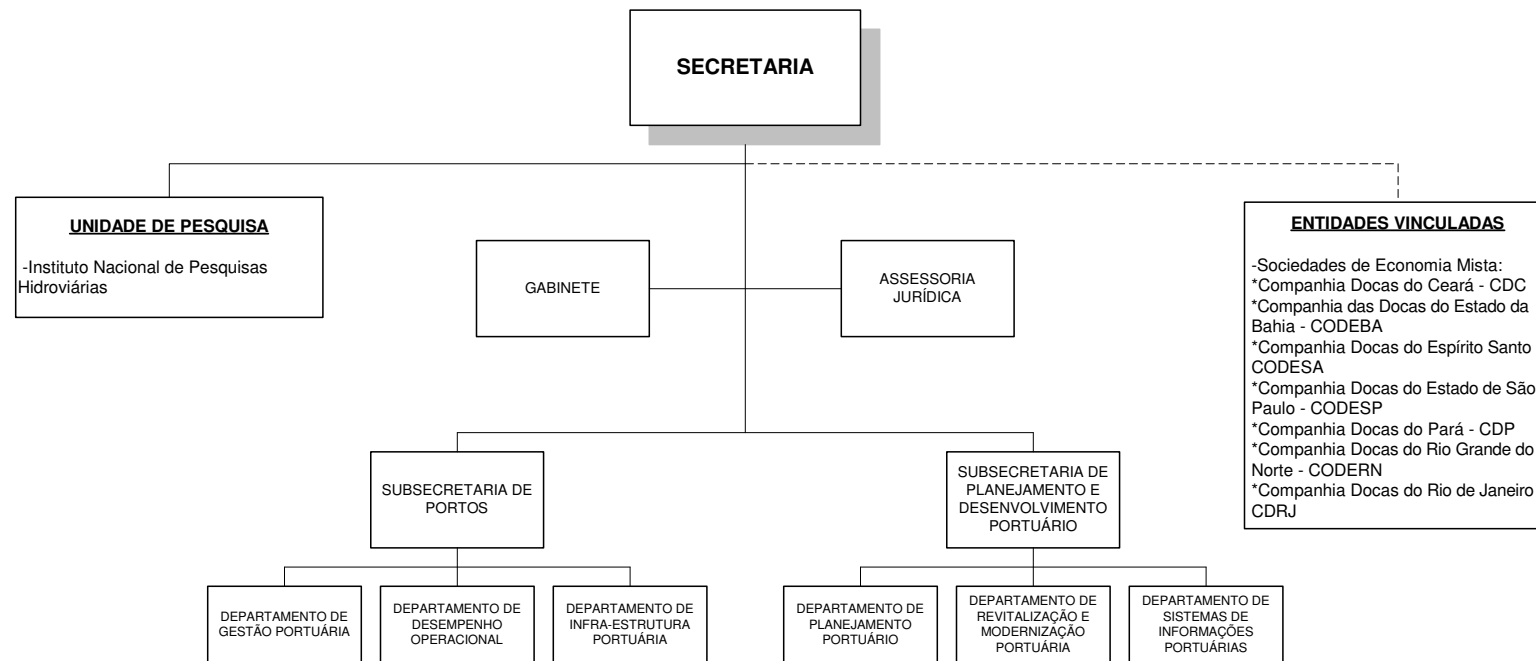 SECRETARIA
UNIDADE DE PESQUISA
-Instituto Nacional de Pesquisas
Hidroviárias
GABINETE
ASSESSORIA
JURÍDICA
ENTIDADES VINCULADAS
-Sociedades de Economia Mista:
*Companhia Docas do Ceará - CDC
*Companhia das Docas do Estado da
Bahia - CODEBA
*Companhia Docas do Espírito Santo
CODESA
*Companhia Docas do Estado de São
Paulo - CODESP
*Companhia Docas do Pará - CDP
*Companhia Docas do Rio Grande do
Norte - CODERN
*Companhia Docas do Rio de Janeiro
CDRJ
SUBSECRETARIA DE
PORTOS
SUBSECRETARIA DE
PLANEJAMENTO E
DESENVOLVIMENTO
PORTUÁRIO
DEPARTAMENTO DE
GESTÃO PORTUÁRIA
DEPARTAMENTO DE
DESEMPENHO
OPERACIONAL
DEPARTAMENTO DE
INFRA-ESTRUTURA
PORTUÁRIA
DEPARTAMENTO DE
PLANEJAMENTO
PORTUÁRIO
DEPARTAMENTO DE
REVITALIZAÇÃO E
MODERNIZAÇÃO
PORTUÁRIA
DEPARTAMENTO DE
SISTEMAS DE
INFORMAÇÕES
PORTUÁRIAS